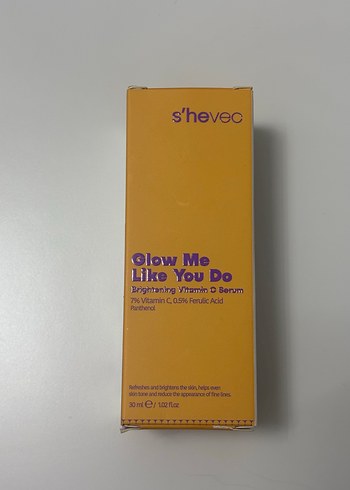 s'hevec
Glow Me
Like You Do
Brightening Vitamin C Serum
7% Vitamin C, 0.5% Ferulic Acid
Panthenol
Refreshes and brightens the skin, helps even
skin tone and reduce the appearance of fine lines.
30 ml ℮ / 1.02 fl.oz